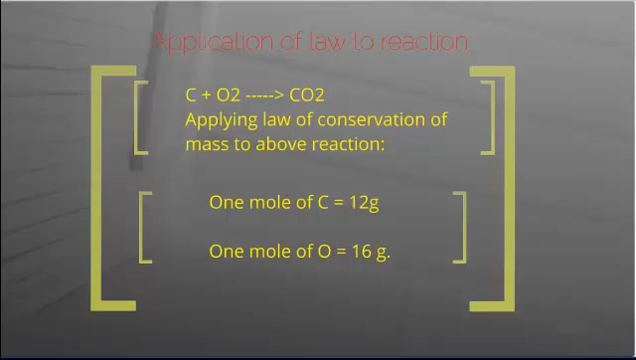 Application of law to reaction
C + O2 -----> CO2
Applying law of conservation of
mass to above reaction:
One mole of C = 12g
One mole of O = 16 g.